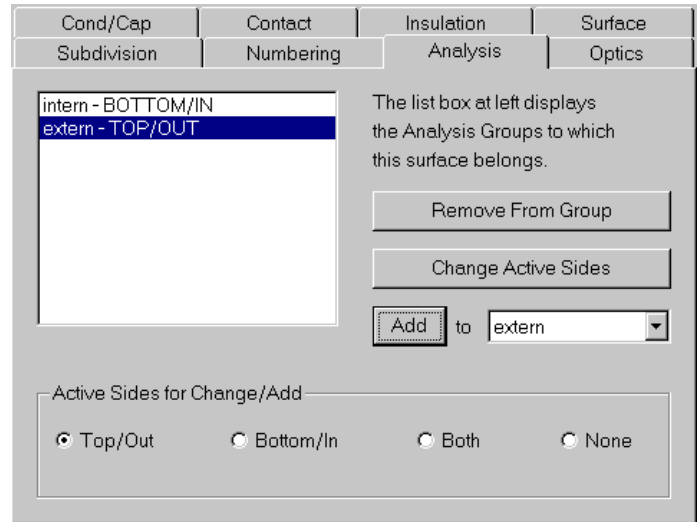 Cond/Cap Contact Insulation Surface
Subdivision Numbering Analysis Optics
intern - BOTTOM/IN
extern - TOP/OUT
The list box at left displays
the Analysis Groups to which
this surface belongs.
Remove From Group
Change Active Sides
Add to extern
Active Sides for Change/Add
Top/Out Bottom/In Both None